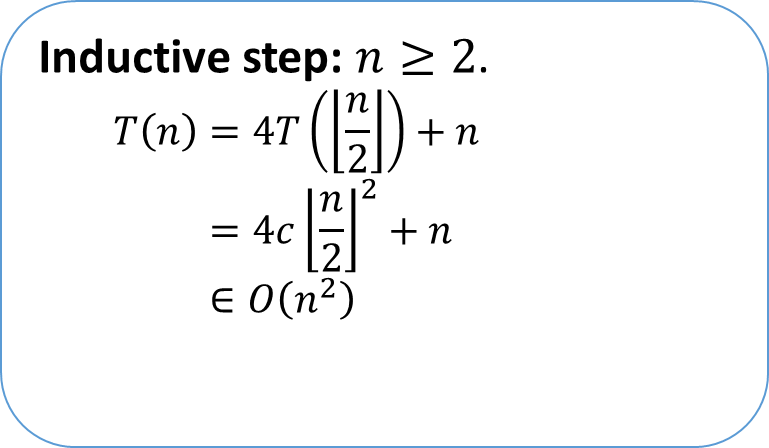 Inductive step: n ≥ 2.
T(n) = 4T(⌊n/2⌋) + n
= 4c⌊n/2⌋² + n
∈ O(n²)